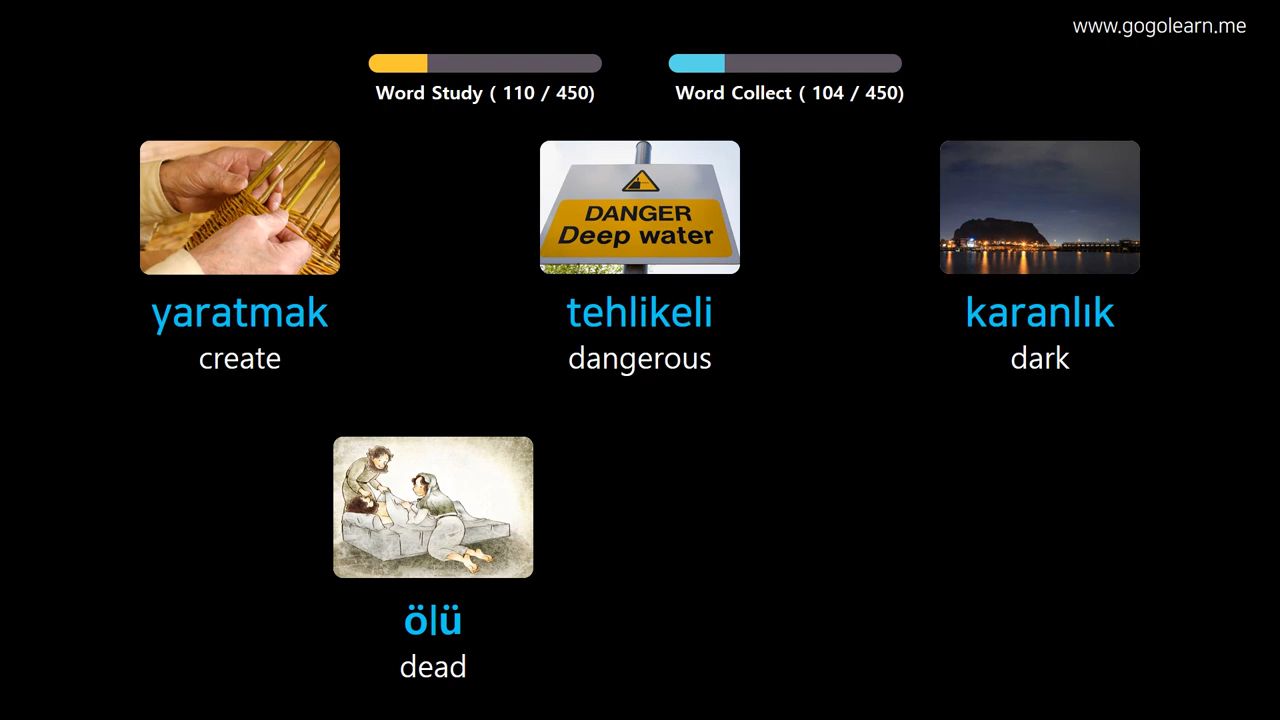 www.gogolearn.me
Word Study ( 110 / 450)
Word Collect ( 104 / 450)
DANGER
Deep water
yaratmak
tehlikeli
karanlık
create
dangerous
dark
ölü
dead